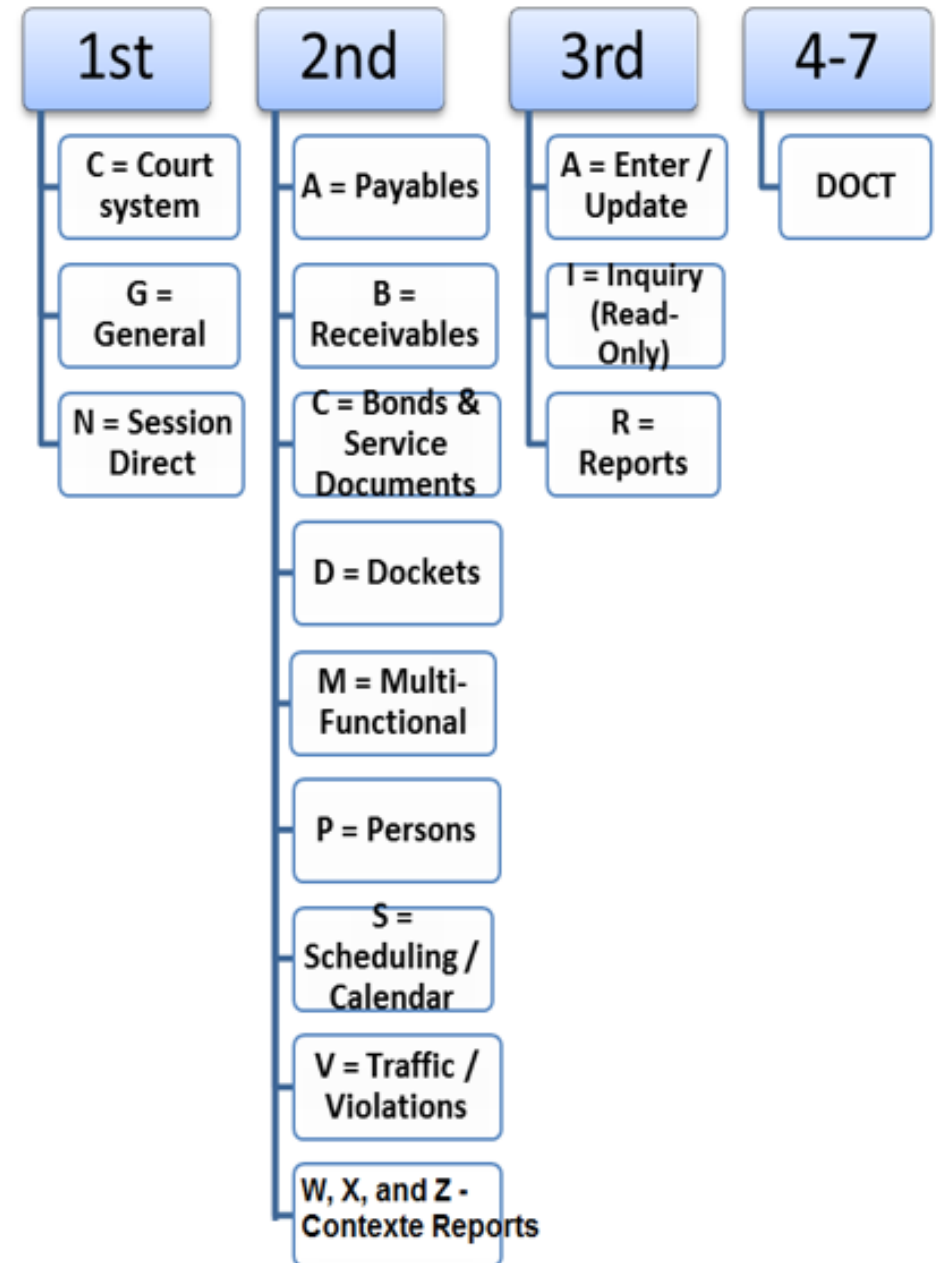 1st
C = Court
system
G =
General
N = Session
Direct
2nd
A = Payables
B =
Receivables
C = Bonds &
Service
Documents
D = Dockets
M = Multi-
Functional
P = Persons
S =
Scheduling /
Calendar
V = Traffic /
Violations
W, X, and Z -
Contexte Reports
3rd
A = Enter /
Update
I = Inquiry
(Read-
Only)
R =
Reports
4-7
DOCT